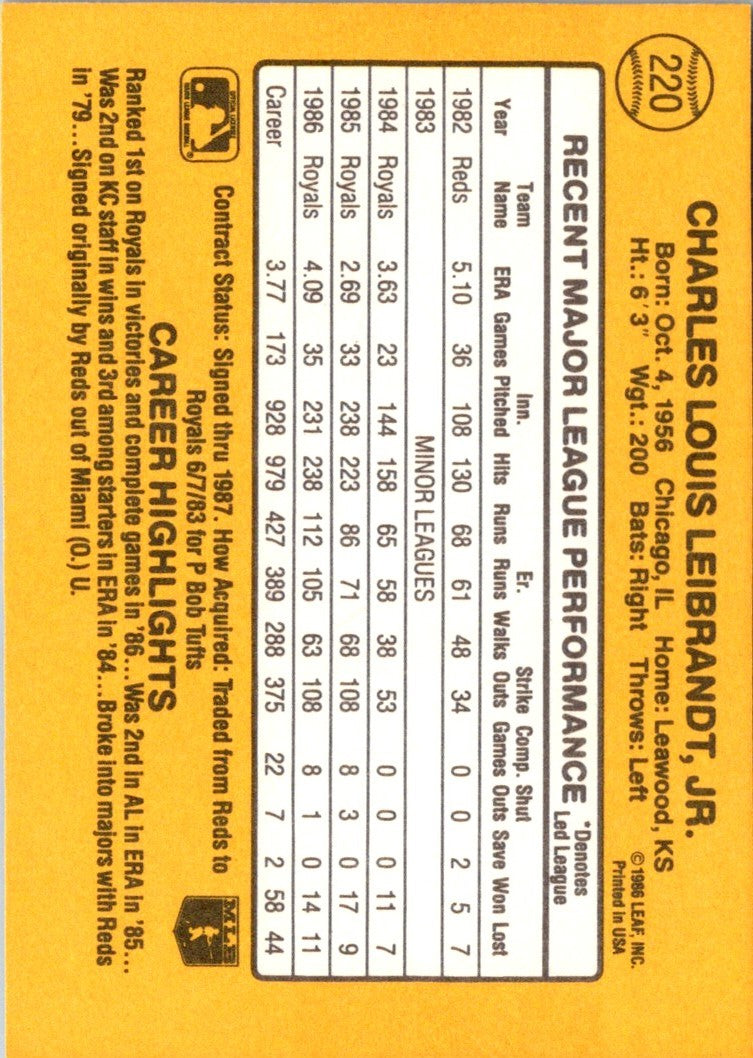 220
CHARLES LOUIS LEIBRANDT, JR.
Born: Oct. 4, 1956 Chicago, IL Home: Leawood, KS
Ht.: 6'3" Wgt.: 200 Bats: Right Throws: Left
© 1986 LEAF, INC.
Printed in USA
RECENT MAJOR LEAGUE PERFORMANCE
*Denotes
Led League
Team Inn. Er. Strike Comp. Shut
Year Name ERA Games Pitched Hits Runs Runs Walks Outs Games Outs Save Won Lost
1982 Reds 5.10 36 108 130 68 61 48 34 0 0 2 5 7
1983 MINOR LEAGUES
1984 Royals 3.63 23 144 158 65 58 38 53 0 0 0 11 7
1985 Royals 2.69 33 238 223 86 71 68 108 8 3 0 17 9
1986 Royals 4.09 35 231 238 112 105 63 108 8 1 0 14 11
Career 3.77 173 928 979 427 389 288 375 22 7 2 58 44
Contract Status: Signed thru 1987. How Acquired: Traded from Reds to
Royals 6/7/83 for P Bob Tufts
MLB
CAREER HIGHLIGHTS
Ranked 1st on Royals in victories and complete games in '86...Was 2nd in AL in ERA in '85...
Was 2nd on KC staff in wins and 3rd among starters in ERA in '84...Broke into majors with Reds
in '79...Signed originally by Reds out of Miami (O.) U.